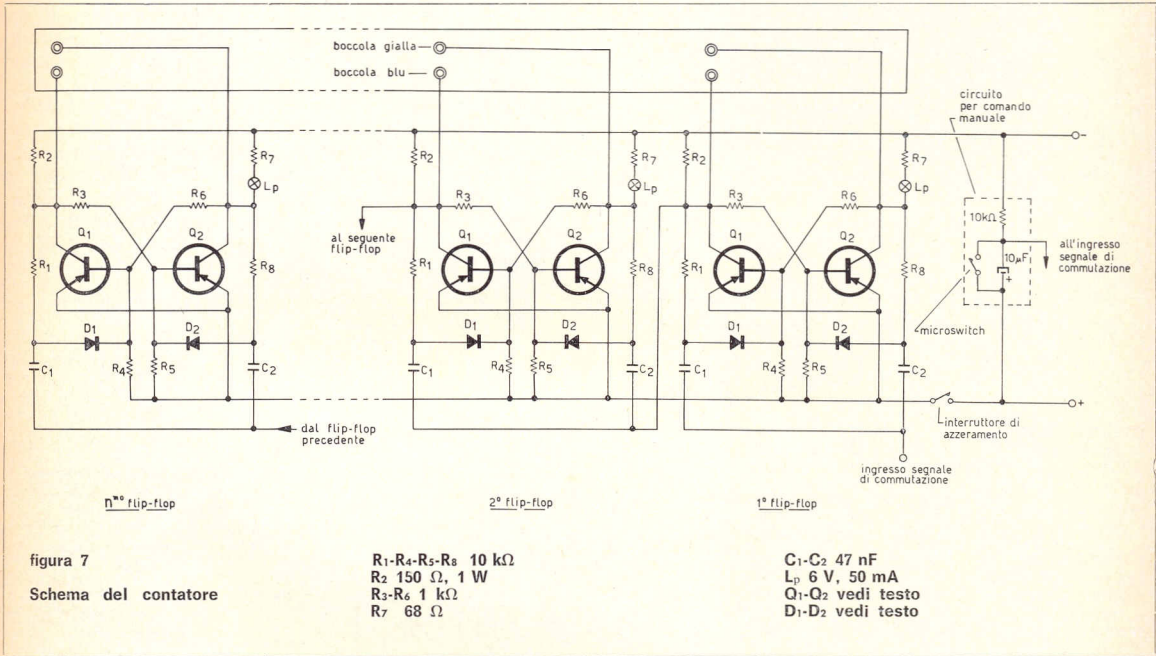 boccola gialla
boccola blu
circuito
per comando
manuale
R2
R7
Lp
R3
R6
Q1
Q2
R1
R8
D1
D2
C1
R4
R5
C2
al seguente
flip-flop
R2
R7
Lp
R3
R6
Q1
Q2
R1
R8
D1
D2
C1
R4
R5
C2
R2
R7
Lp
R3
R6
Q1
Q2
R1
R8
D1
D2
C1
R4
R5
C2
-
10kΩ
10µF
+
all'ingresso
segnale di
commutazione
microswitch
+
interruttore di
azzeramento
dal flip-flop
precedente
ingresso segnale
di commutazione
nmo flip-flop
2° flip-flop
1° flip-flop
figura 7
Schema del contatore
R1-R4-R5-R8 10 kΩ
R2 150 Ω, 1 W
R3-R6 1 kΩ
R7 68 Ω
C1-C2 47 nF
Lp 6 V, 50 mA
Q1-Q2 vedi testo
D1-D2 vedi testo